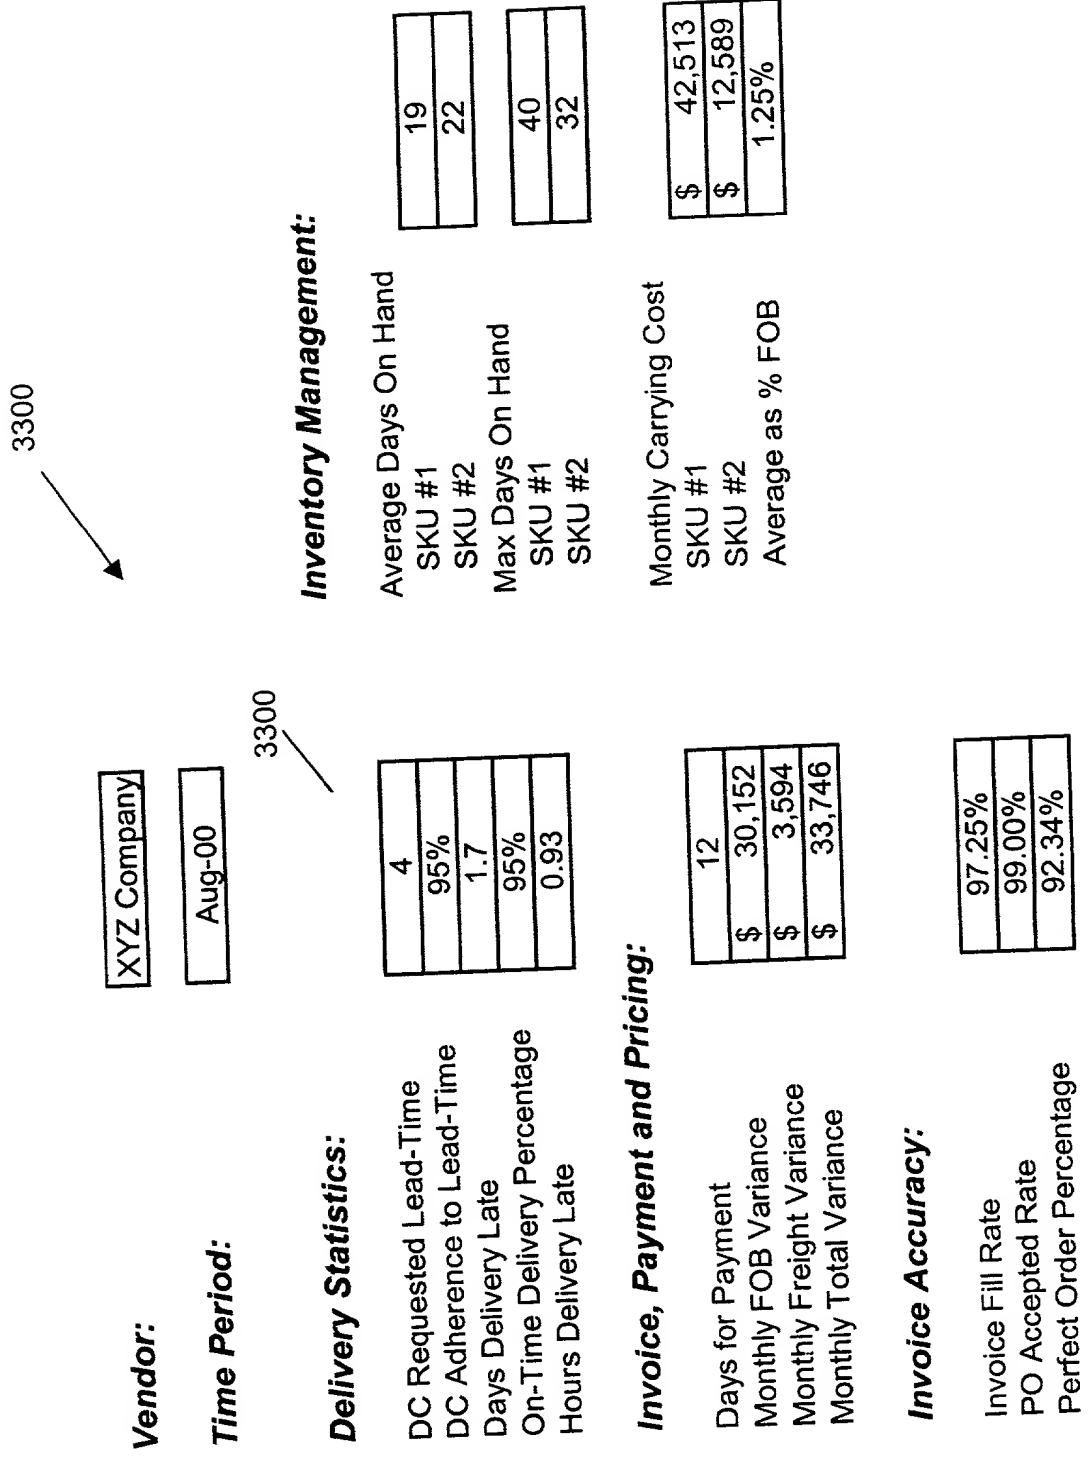 3300
Vendor: XYZ Company
Time Period: Aug-00
3300
Delivery Statistics:
DC Requested Lead-Time 4
DC Adherence to Lead-Time 95%
Days Delivery Late 1.7
On-Time Delivery Percentage 95%
Hours Delivery Late 0.93
Invoice, Payment and Pricing:
Days for Payment 12
Monthly FOB Variance $ 30,152
Monthly Freight Variance $ 3,594
Monthly Total Variance $ 33,746
Invoice Accuracy:
Invoice Fill Rate 97.25%
PO Accepted Rate 99.00%
Perfect Order Percentage 92.34%
Inventory Management:
Average Days On Hand
SKU #1 19
SKU #2 22
Max Days On Hand
SKU #1 40
SKU #2 32
Monthly Carrying Cost
SKU #1 $ 42,513
SKU #2 $ 12,589
Average as % FOB 1.25%